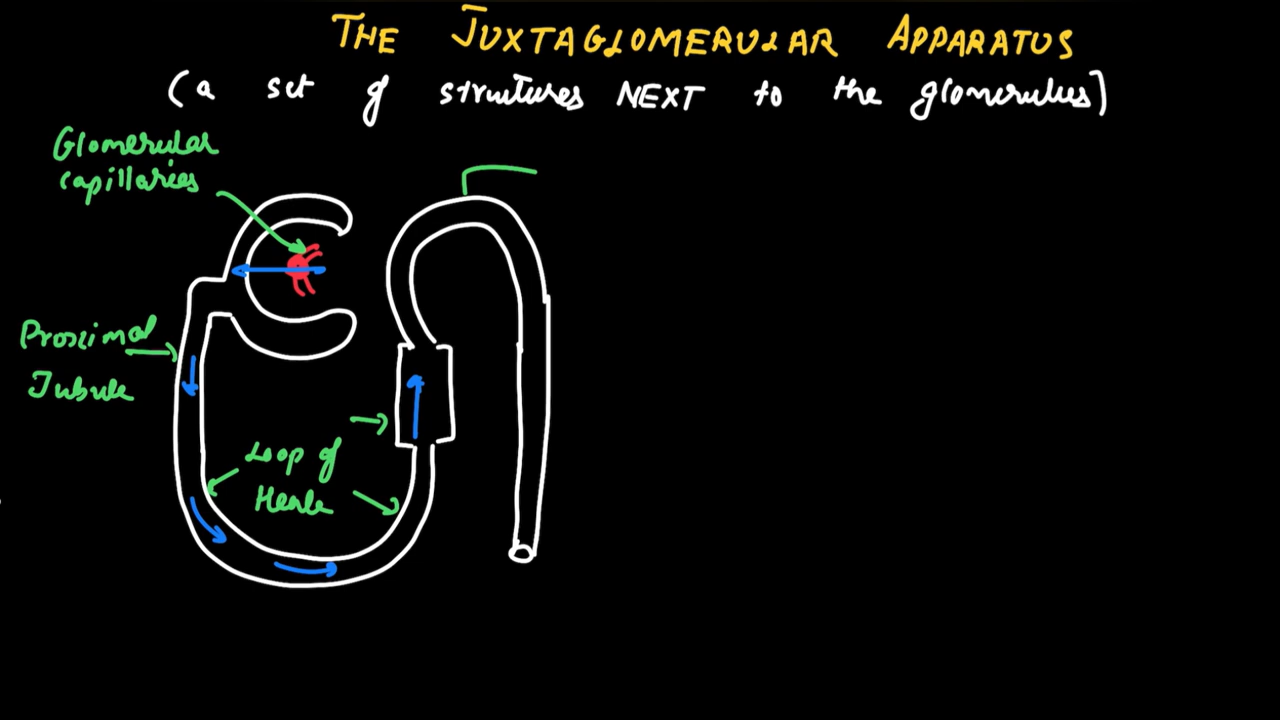 THE JUXTAGLOMERULAR APPARATUS
(a set of structures NEXT to the glomerulus)
Glomerular
capillaries
Proximal
Tubule
Loop of
Henle